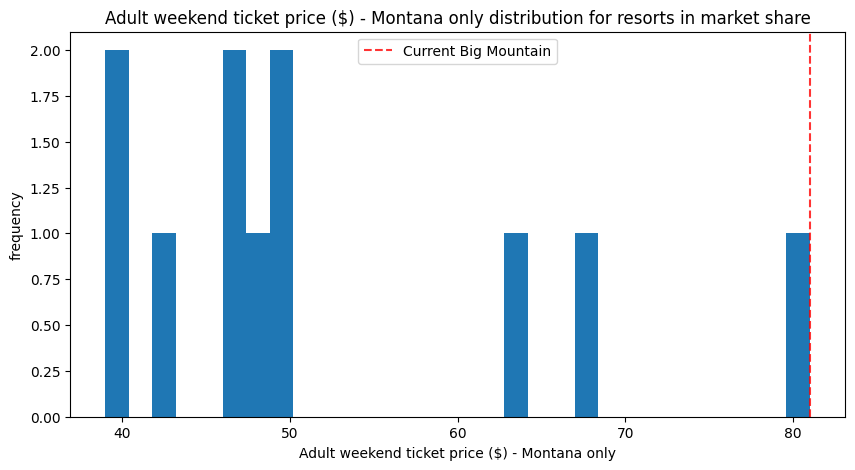 Adult weekend ticket price ($) - Montana only distribution for resorts in market share
Current Big Mountain
2.00
1.75
1.50
1.25
1.00
0.75
0.50
0.25
0.00
frequency
40 50 60 70 80
Adult weekend ticket price ($) - Montana only